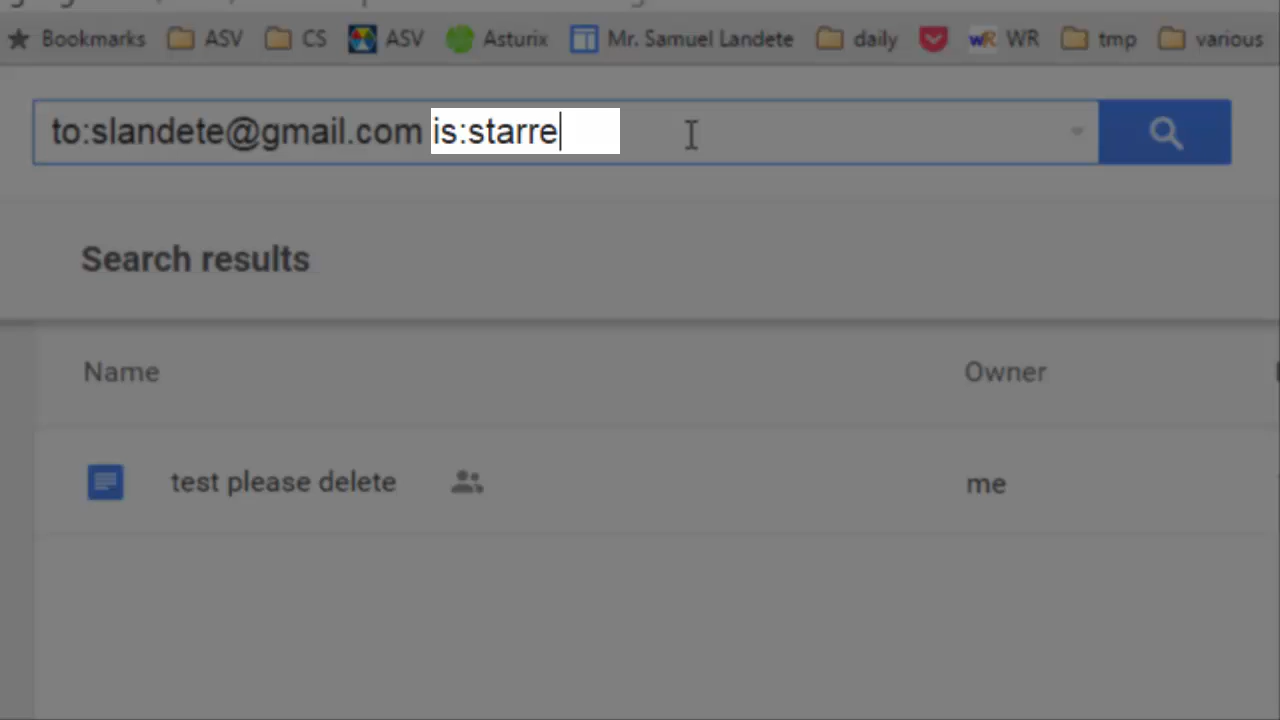 Bookmarks ASV CS ASV Asturix Mr. Samuel Landete daily WR tmp various
to:slandete@gmail.com is:starre
Search results
Name Owner
test please delete me